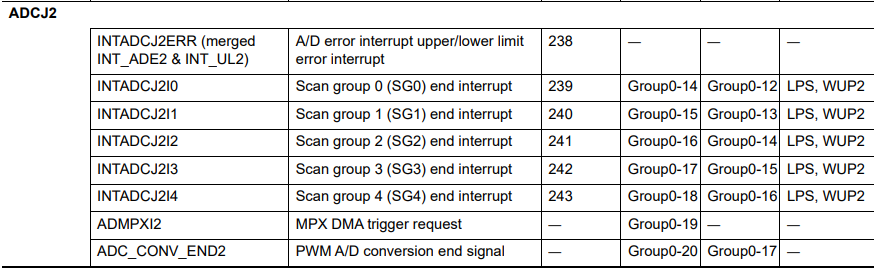 ADCJ2
INTADCJ2ERR (merged A/D error interrupt upper/lower limit 238 — — —
INT_ADE2 & INT_UL2) error interrupt
INTADCJ2I0 Scan group 0 (SG0) end interrupt 239 Group0-14 Group0-12 LPS, WUP2
INTADCJ2I1 Scan group 1 (SG1) end interrupt 240 Group0-15 Group0-13 LPS, WUP2
INTADCJ2I2 Scan group 2 (SG2) end interrupt 241 Group0-16 Group0-14 LPS, WUP2
INTADCJ2I3 Scan group 3 (SG3) end interrupt 242 Group0-17 Group0-15 LPS, WUP2
INTADCJ2I4 Scan group 4 (SG4) end interrupt 243 Group0-18 Group0-16 LPS, WUP2
ADMPXI2 MPX DMA trigger request — Group0-19 — —
ADC_CONV_END2 PWM A/D conversion end signal — Group0-20 Group0-17 —